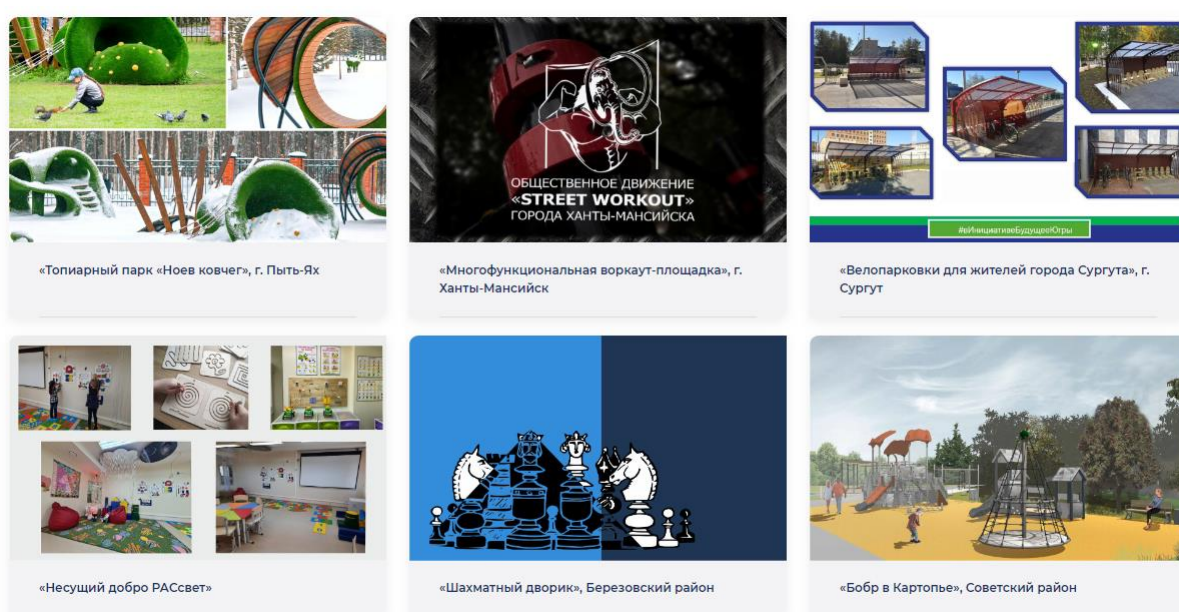 ОБЩЕСТВЕННОЕ ДВИЖЕНИЕ
«STREET WORKOUT»
ГОРОДА ХАНТЫ-МАНСИЙСКА
#вИнициативеБудущееЮгры
«Топиарный парк «Ноев ковчег», г. Пыть-Ях
«Многофункциональная воркаут-площадка», г.
Ханты-Мансийск
«Велопарковки для жителей города Сургута», г.
Сургут
«Несущий добро РАСсвет»
«Шахматный дворик», Березовский район
«Бобр в Картопье», Советский район